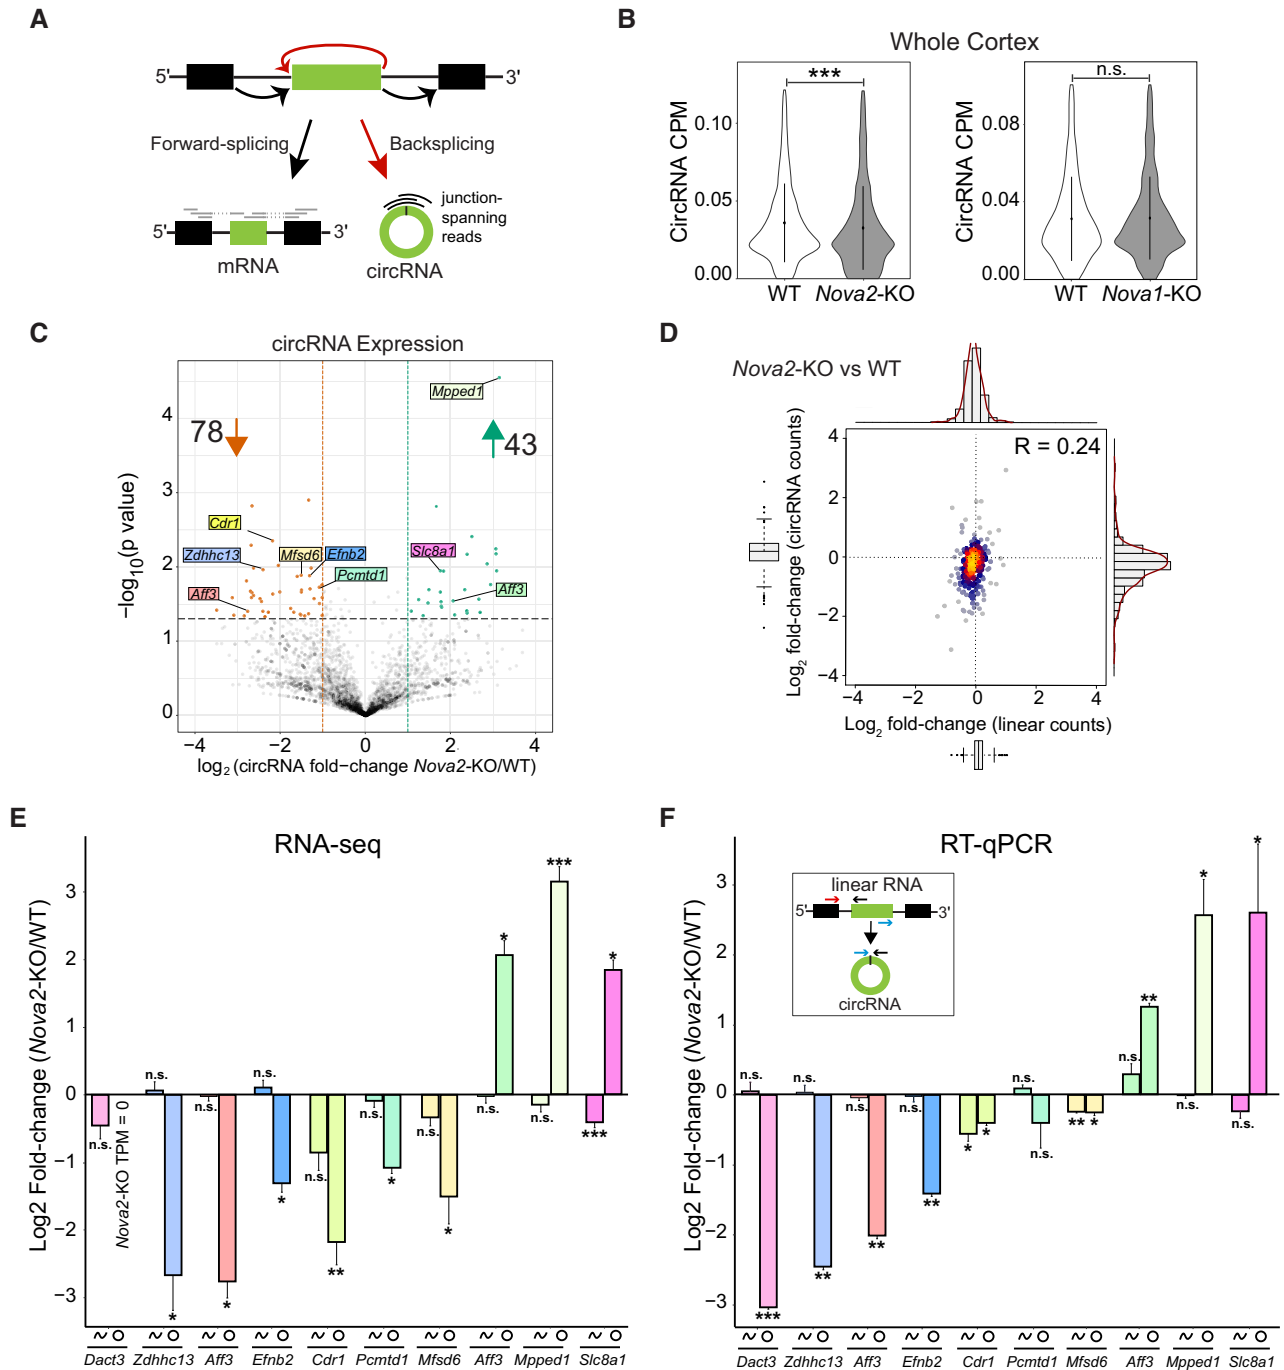 A
5' 3'
Forward-splicing Backsplicing
5' 3'
mRNA
junction-
spanning
reads
circRNA
B
Whole Cortex
CircRNA CPM
0.10
0.05
0.00
***
WT Nova2-KO
CircRNA CPM
0.08
0.04
0.00
n.s.
WT Nova1-KO
C
circRNA Expression
−log10(p value)
4
3
2
1
0
78 43
Mpped1
Cdr1
Zdhhc13 Mfsd6 Efnb2 Slc8a1
Pcmtd1
Aff3 Aff3
−4 −2 0 2 4
log2 (circRNA fold−change Nova2-KO/WT)
D
Nova2-KO vs WT
R = 0.24
Log2 fold-change (circRNA counts)
4
2
0
−2
−4
−4 −2 0 2 4
Log2 fold-change (linear counts)
E
RNA-seq
Log2 Fold-change (Nova2-KO/WT)
3
2
1
0
−1
−2
−3
n.s. Nova2-KO TPM = 0
n.s. *
n.s. *
n.s. *
n.s. **
n.s. *
n.s. *
n.s. *
n.s. ***
*** *
~ O ~ O ~ O ~ O ~ O ~ O ~ O ~ O ~ O ~ O
Dact3 Zdhhc13 Aff3 Efnb2 Cdr1 Pcmtd1 Mfsd6 Aff3 Mpped1 Slc8a1
F
RT-qPCR
Log2 Fold-change (Nova2-KO/WT)
3
2
1
0
−1
−2
−3
linear RNA
5' 3'
circRNA
n.s. ***
n.s. **
n.s. **
n.s. **
* *
n.s. n.s.
** *
n.s. **
n.s. *
n.s. *
~ O ~ O ~ O ~ O ~ O ~ O ~ O ~ O ~ O ~ O
Dact3 Zdhhc13 Aff3 Efnb2 Cdr1 Pcmtd1 Mfsd6 Aff3 Mpped1 Slc8a1